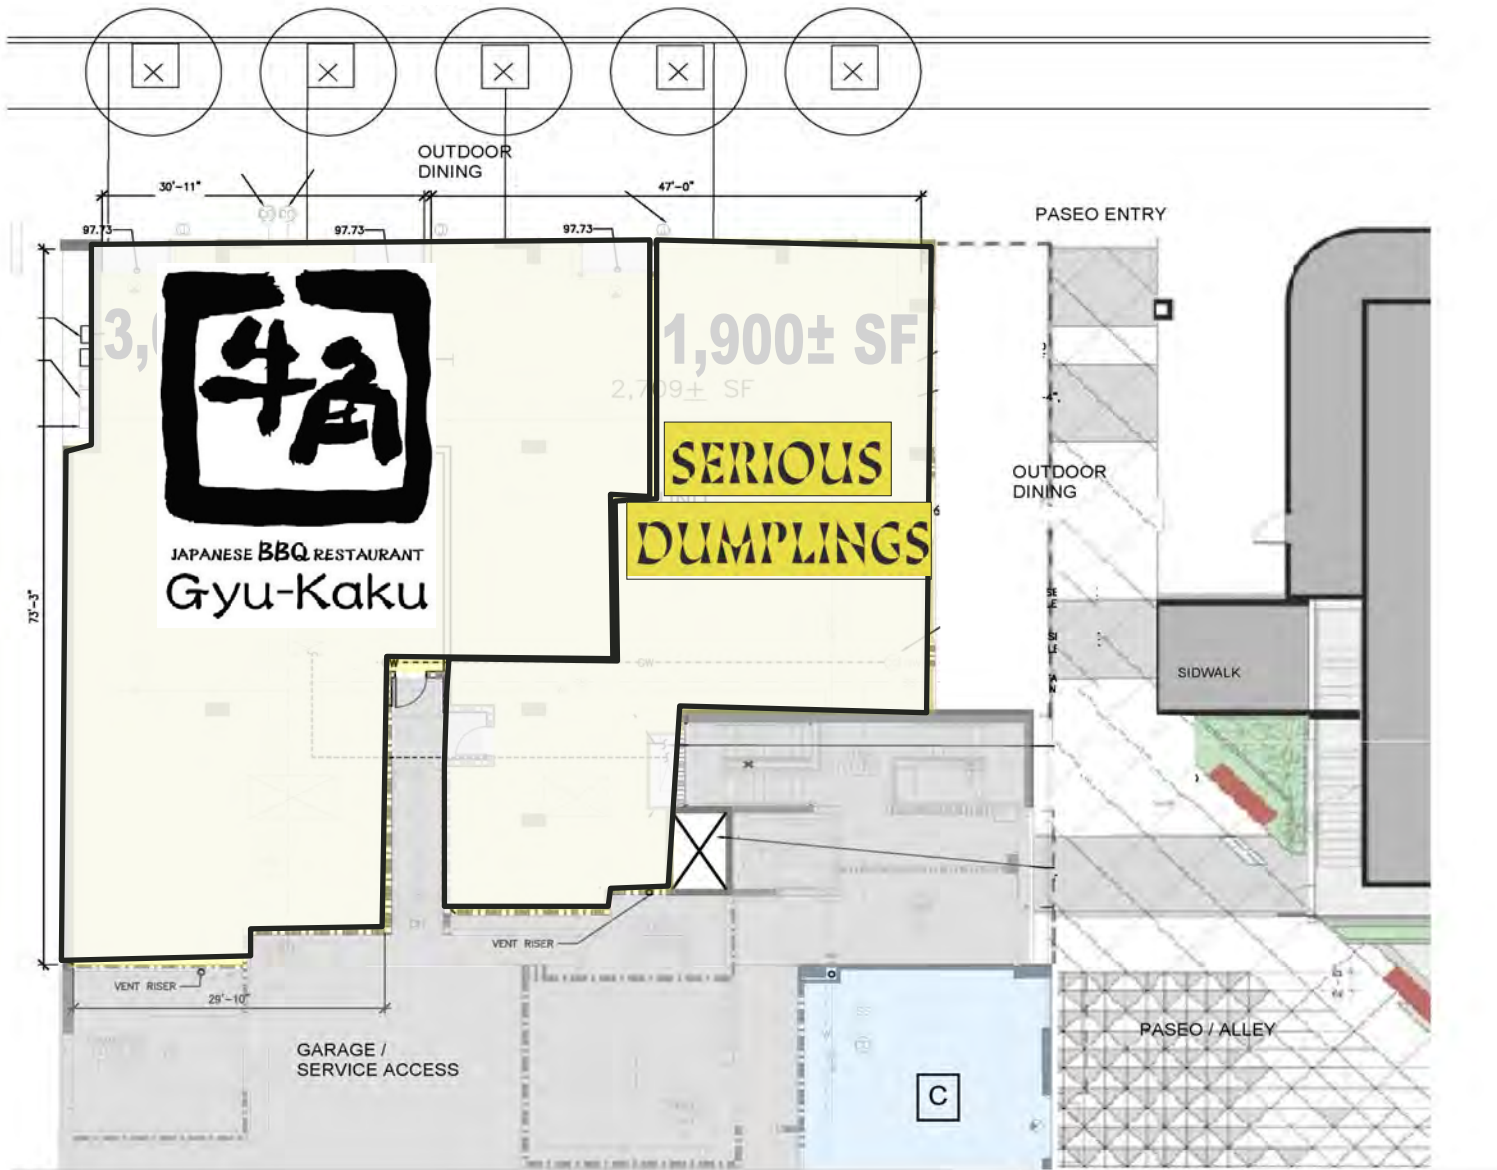 OUTDOOR
DINING
30'-11"
47'-0"
PASEO ENTRY
97.73
97.73
97.73
1,900± SF
2,709± SF
牛角
SERIOUS
OUTDOOR
DINING
DUMPLINGS
JAPANESE BBQ RESTAURANT
Gyu-Kaku
73'-3"
SIDWALK
VENT RISER
VENT RISER
29'-10"
GARAGE /
SERVICE ACCESS
PASEO / ALLEY
C